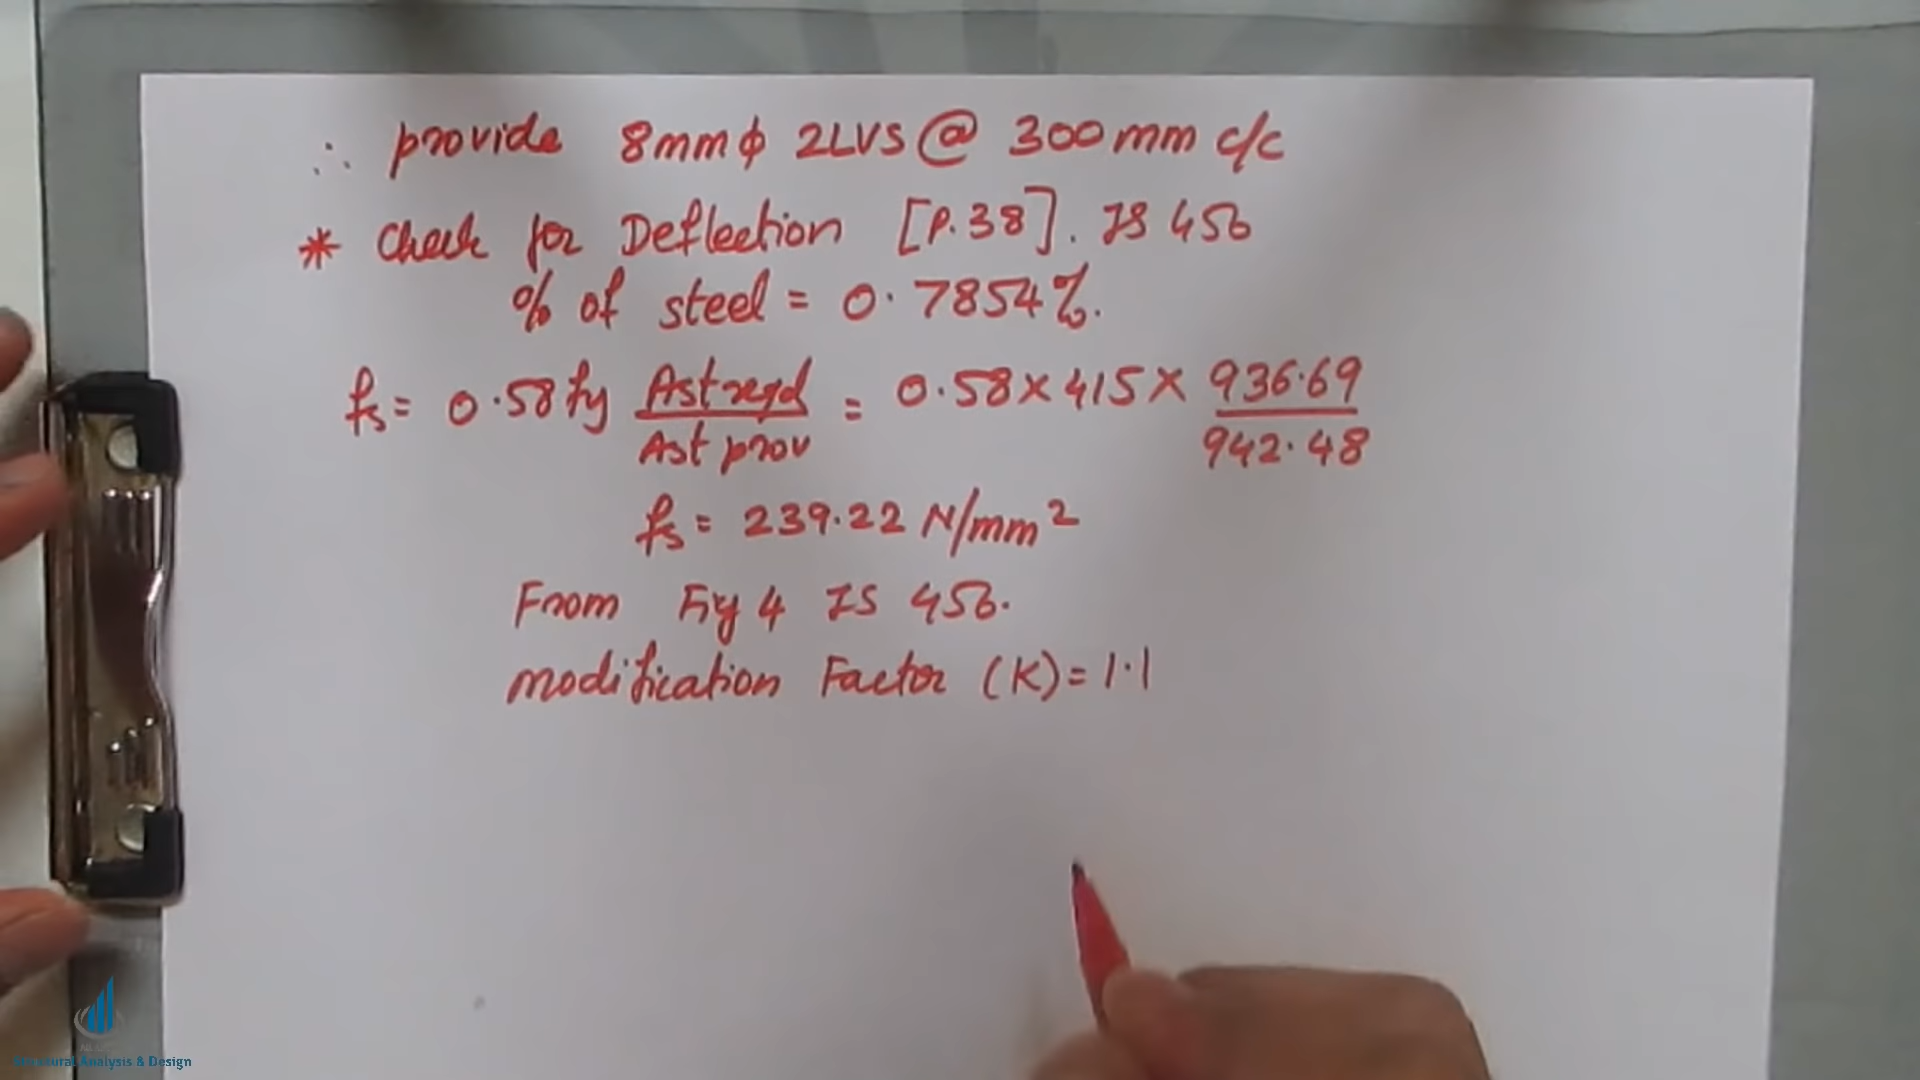 ∴ provide 8mmϕ 2LVS @ 300mm c/c
* Check for Deflection [P.38]. IS 456
% of steel = 0.7854%.
fs = 0.58 fy Ast reqd / Ast prov = 0.58 × 415 × 936.69 / 942.48
fs = 239.22 N/mm²
From Fig 4 IS 456.
modification Factor (K) = 1.1
Structural Analysis & Design